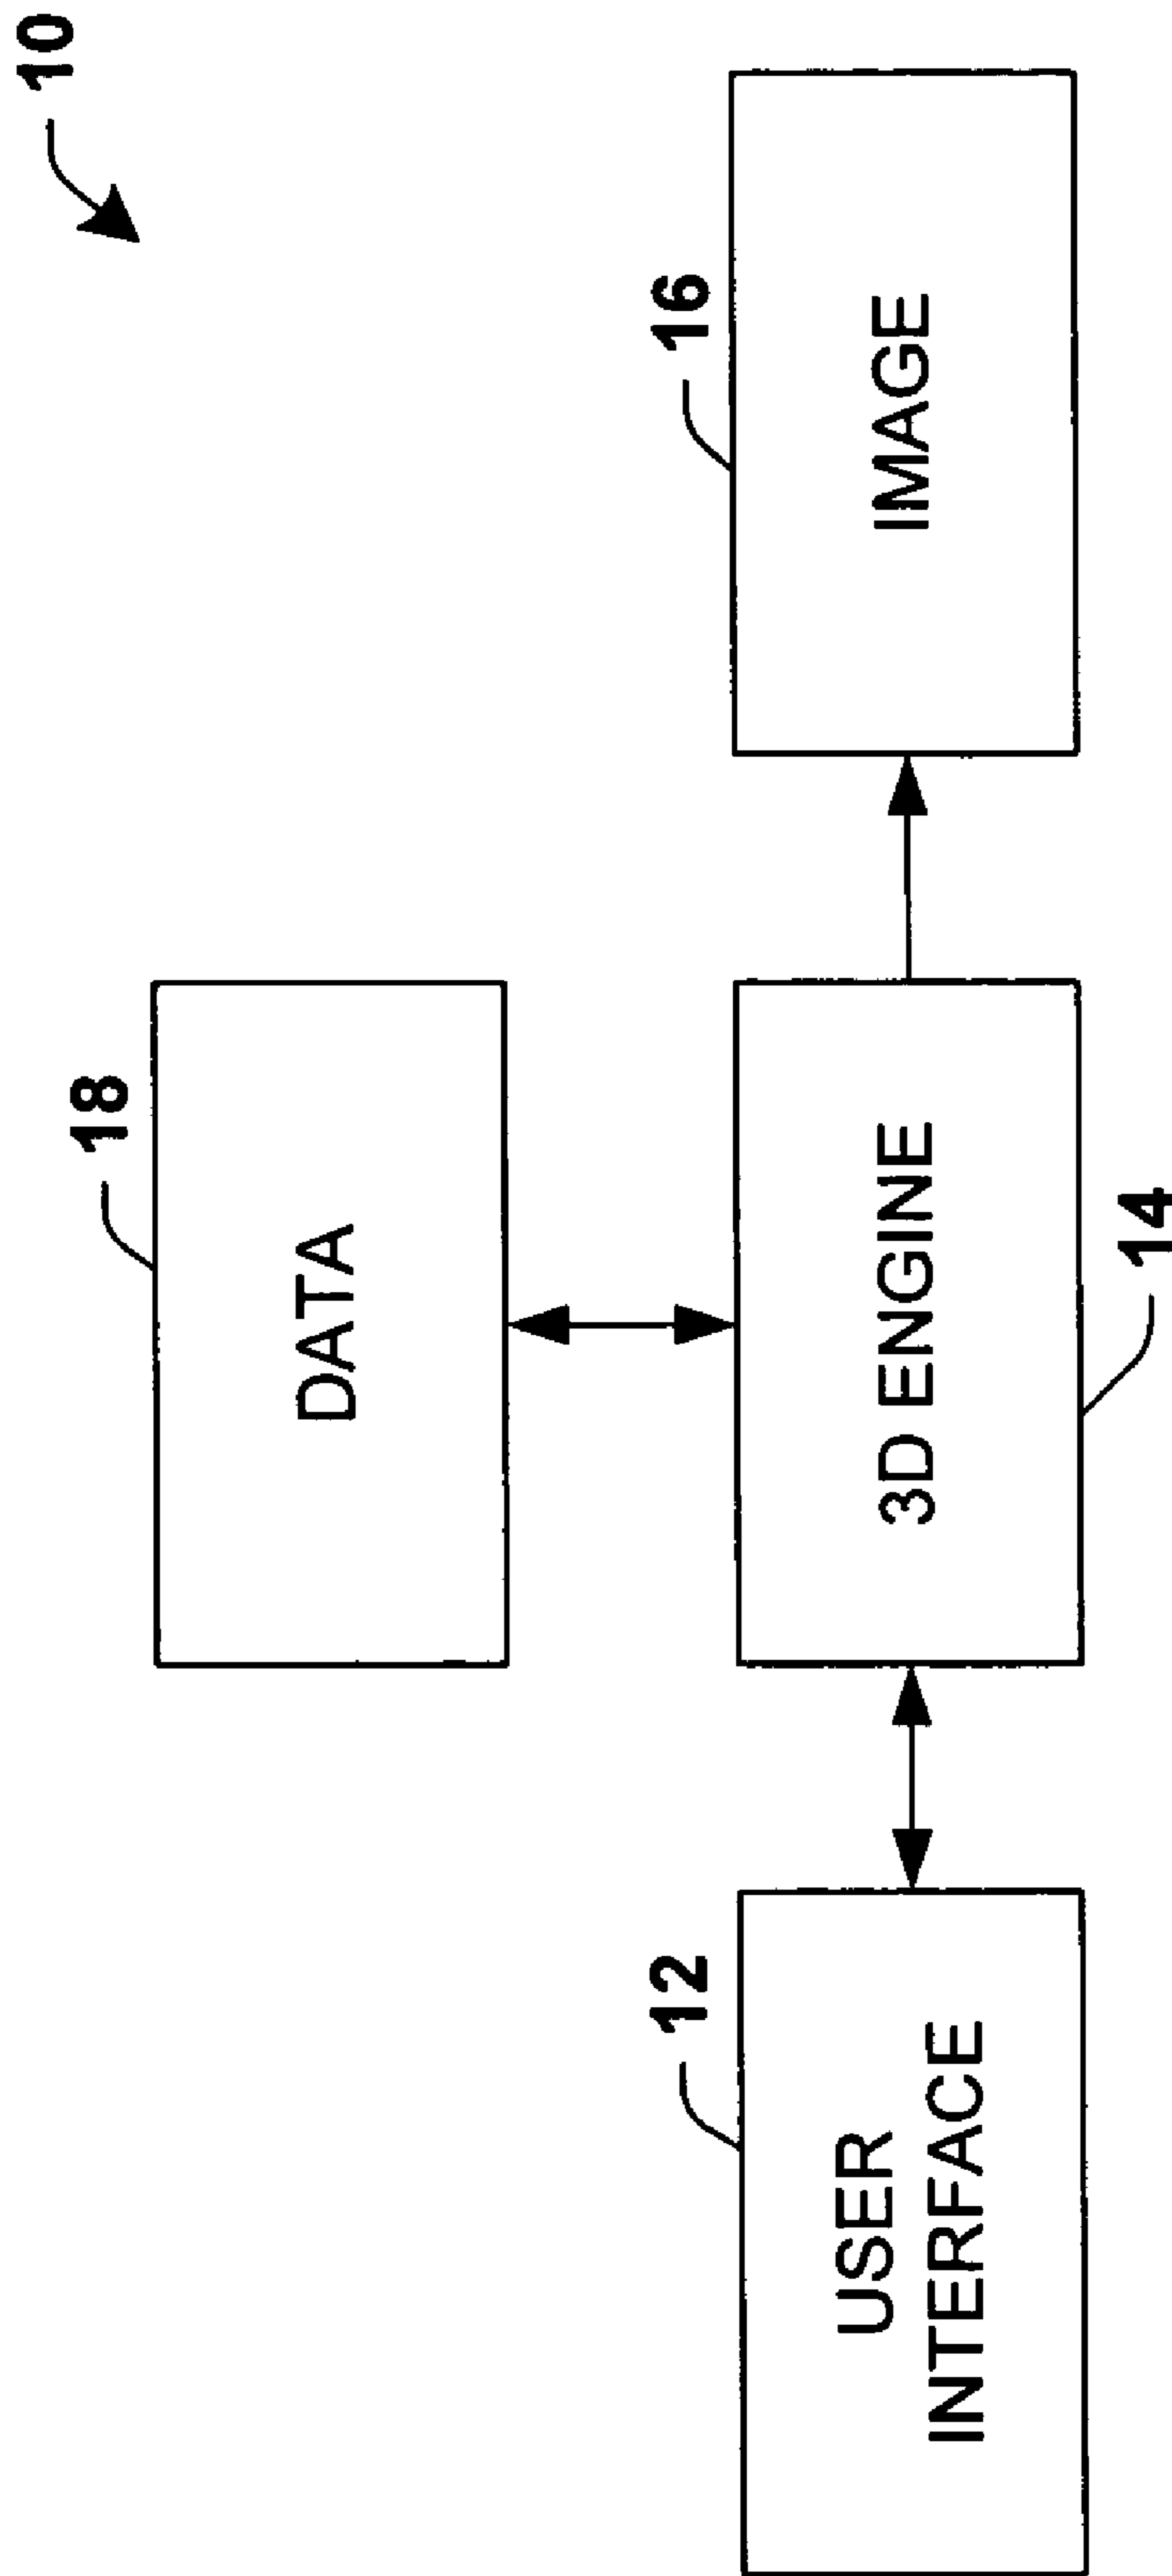 10
18
DATA
12
16
USER
INTERFACE
3D ENGINE
IMAGE
14